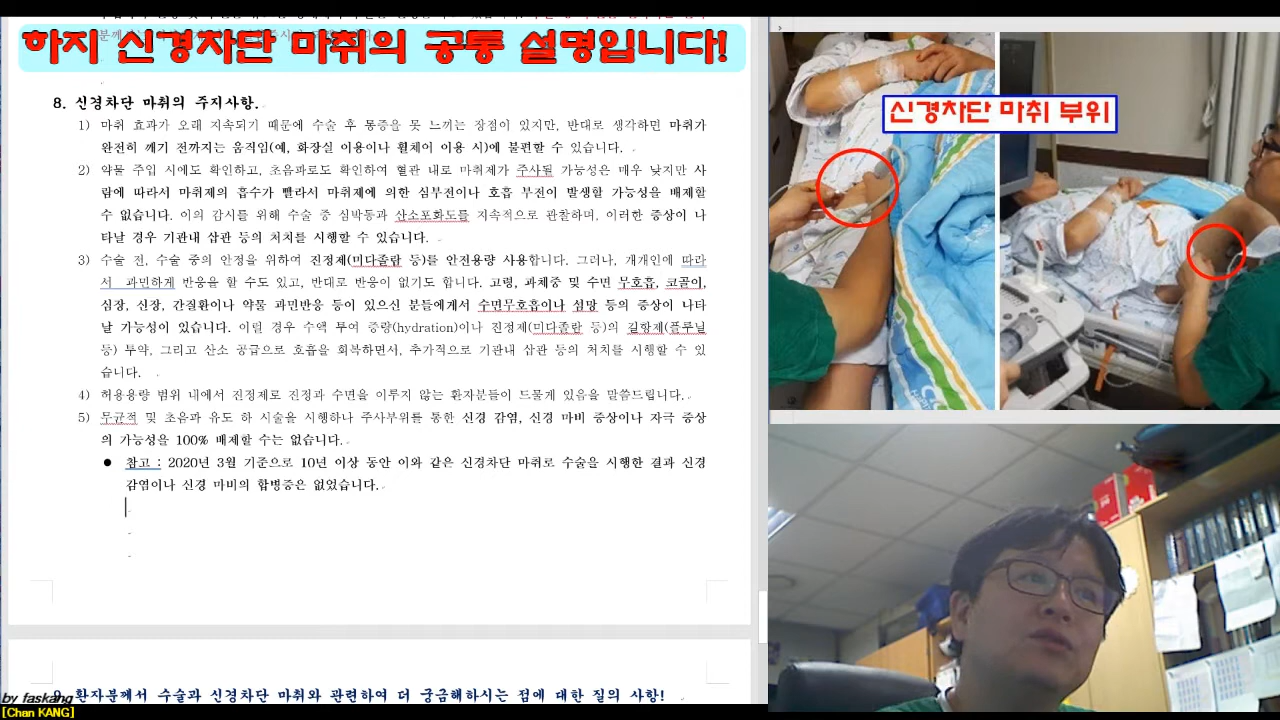 하지 신경차단 마취의 공통 설명입니다!
8. 신경차단 마취의 주지사항.
1) 마취 효과가 오래 지속되기 때문에 수술 후 통증을 못 느끼는 장점이 있지만, 반대로 생각하면 마취가
완전히 깨기 전까지는 움직임(예, 화장실 이용이나 휠체어 이용 시)에 불편할 수 있습니다.
2) 약물 주입 시에도 확인하고, 초음파로도 확인하여 혈관 내로 마취제가 주사될 가능성은 매우 낮지만 사
람에 따라서 마취제의 흡수가 빨라서 마취제에 의한 심부전이나 호흡 부전이 발생할 가능성을 배제할
수 없습니다. 이의 감시를 위해 수술 중 심박동과 산소포화도를 지속적으로 관찰하며, 이러한 증상이 나
타날 경우 기관내 삽관 등의 처치를 시행할 수 있습니다.
3) 수술 전, 수술 중의 안정을 위하여 진정제(미다졸람 등)를 안전용량 사용합니다. 그러나, 개개인에 따라
서 과민하게 반응을 할 수도 있고, 반대로 반응이 없기도 합니다. 고령, 과체중 및 수면 무호흡, 코골이,
심장, 신장, 간질환이나 약물 과민반응 등이 있으신 분들에게서 수면무호흡이나 섬망 등의 증상이 나타
날 가능성이 있습니다. 이럴 경우 수액 투여 증량(hydration)이나 진정제(미다졸람 등)의 길항제(플루닐
등) 투약, 그리고 산소 공급으로 호흡을 회복하면서, 추가적으로 기관내 삽관 등의 처치를 시행할 수 있
습니다.
4) 허용용량 범위 내에서 진정제로 진정과 수면을 이루지 않는 환자분들이 드물게 있음을 말씀드립니다.
5) 무균적 및 초음파 유도 하 시술을 시행하나 주사부위를 통한 신경 감염, 신경 마비 증상이나 자극 증상
의 가능성을 100% 배제할 수는 없습니다.
● 참고 : 2020년 3월 기준으로 10년 이상 동안 이와 같은 신경차단 마취로 수술을 시행한 결과 신경
감염이나 신경 마비의 합병증은 없었습니다.
9. 환자분께서 수술과 신경차단 마취와 관련하여 더 궁금해하시는 점에 대한 질의 사항!
by faskang
[Chan KANG]
신경차단 마취 부위